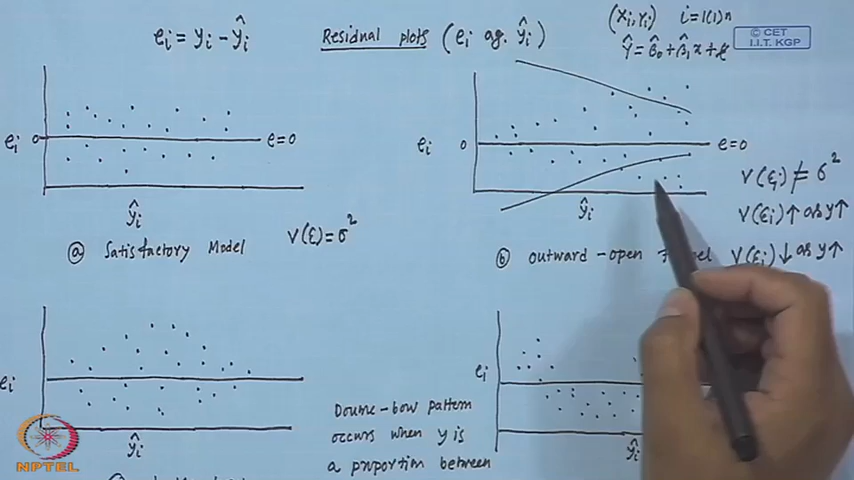 eᵢ = yᵢ − ŷᵢ
Residual plots (eᵢ ag. ŷᵢ)
(xᵢ, yᵢ) i = 1(1)n
ŷ = β̂₀ + β̂₁x + ε
© CET
I.I.T. KGP
eᵢ 0 e=0
ŷᵢ
ⓐ Satisfactory Model V(ε) = σ²
eᵢ 0 e=0
ŷᵢ
V(εᵢ) ≠ σ²
V(εᵢ) ↑ as y ↑
ⓑ outward-open V(εᵢ) ↓ as y ↑
eᵢ
ŷᵢ
Double-bow pattern
occurs when y is
a proportion between
eᵢ
ŷᵢ
NPTEL